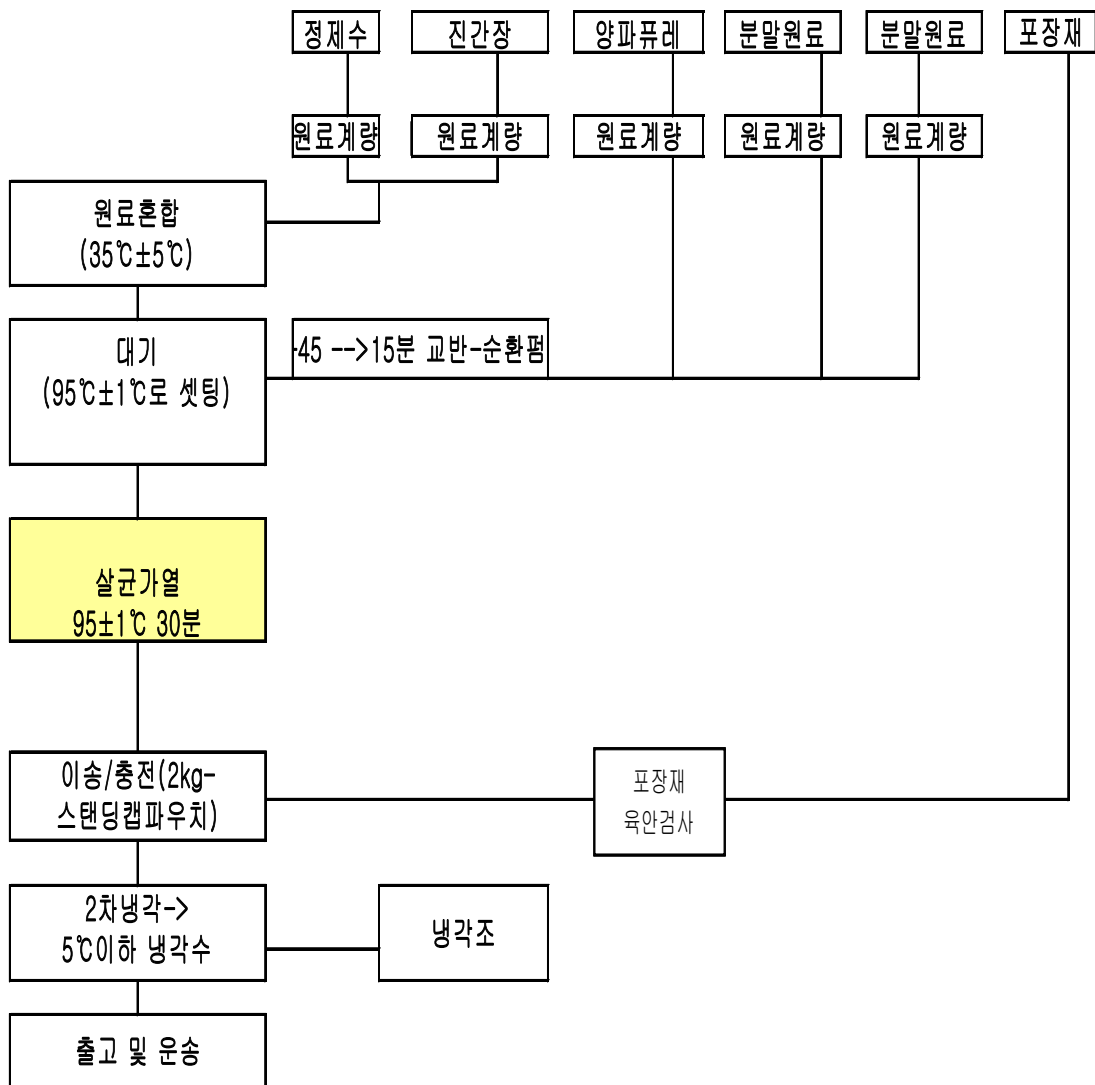 정제수
진간장
양파퓨레
분말원료
분말원료
포장재
원료계량
원료계량
원료계량
원료계량
원료계량
원료혼합
(35℃±5℃)
대기
(95℃±1℃로 셋팅)
-45 -->15분 교반-순환펌
살균가열
95±1℃ 30분
이송/충전(2kg-
스탠딩캡파우치)
포장재
육안검사
2차냉각->
5℃이하 냉각수
냉각조
출고 및 운송